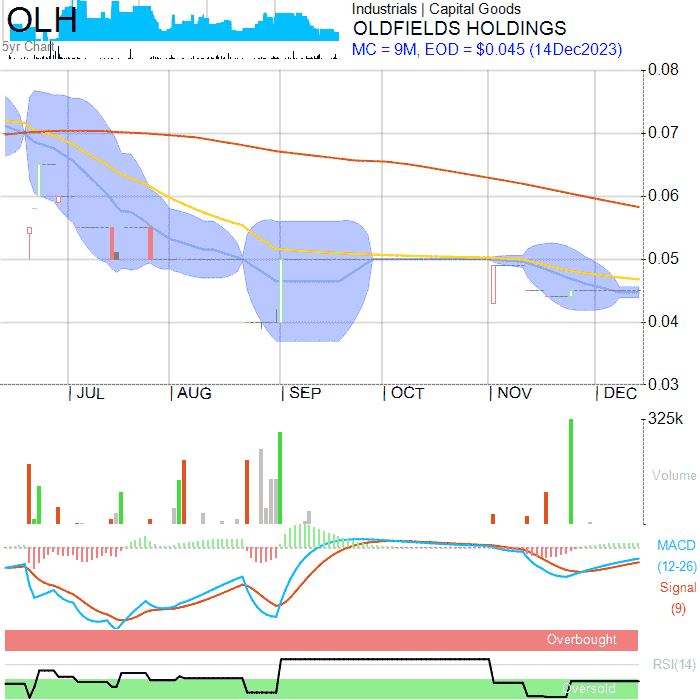 OLH
5yr Chart
Industrials | Capital Goods
OLDFIELDS HOLDINGS
MC = 9M, EOD = $0.045 (14Dec2023)
0.08
0.07
0.06
0.05
0.04
0.03
| JUL | AUG | SEP | OCT | NOV | DEC
325k
Volume
MACD
(12-26)
Signal
(9)
Overbought
RSI(14)
Oversold